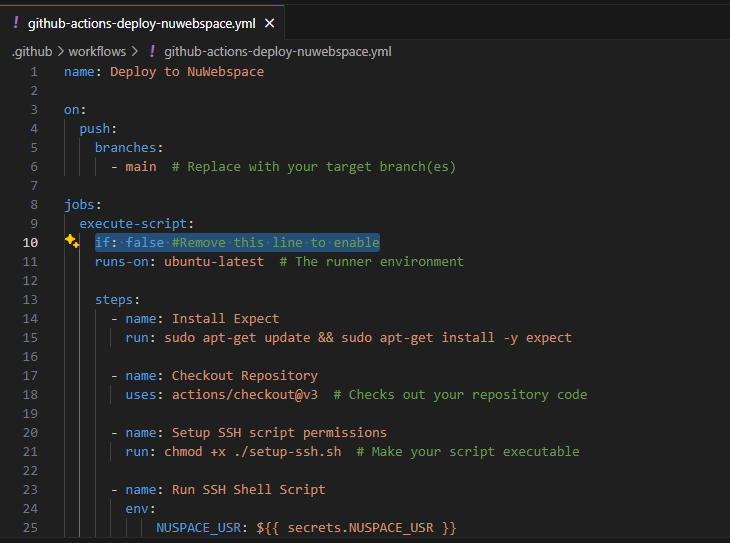 ! github-actions-deploy-nuwebspace.yml ×
.github > workflows > ! github-actions-deploy-nuwebspace.yml
1 name: Deploy to NuWebspace
2
3 on:
4   push:
5     branches:
6       - main  # Replace with your target branch(es)
7
8 jobs:
9   execute-script:
10     if: false #Remove this line to enable
11     runs-on: ubuntu-latest  # The runner environment
12
13     steps:
14       - name: Install Expect
15         run: sudo apt-get update && sudo apt-get install -y expect
16
17       - name: Checkout Repository
18         uses: actions/checkout@v3  # Checks out your repository code
19
20       - name: Setup SSH script permissions
21         run: chmod +x ./setup-ssh.sh  # Make your script executable
22
23       - name: Run SSH Shell Script
24         env:
25             NUSPACE_USR: ${{ secrets.NUSPACE_USR }}